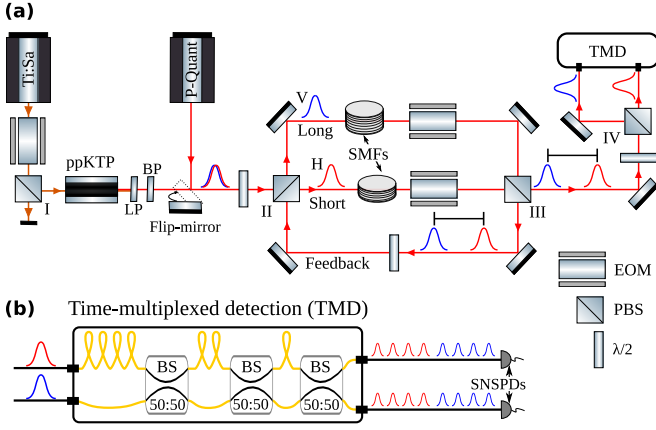 (a)
Ti:Sa
P-Quant
TMD
V
Long
SMFs
IV
ppKTP
BP
H
I
LP
II
Short
III
Flip-mirror
Feedback
EOM
PBS
λ/2
(b) Time-multiplexed detection (TMD)
BS BS BS
50:50 50:50 50:50
SNSPDs